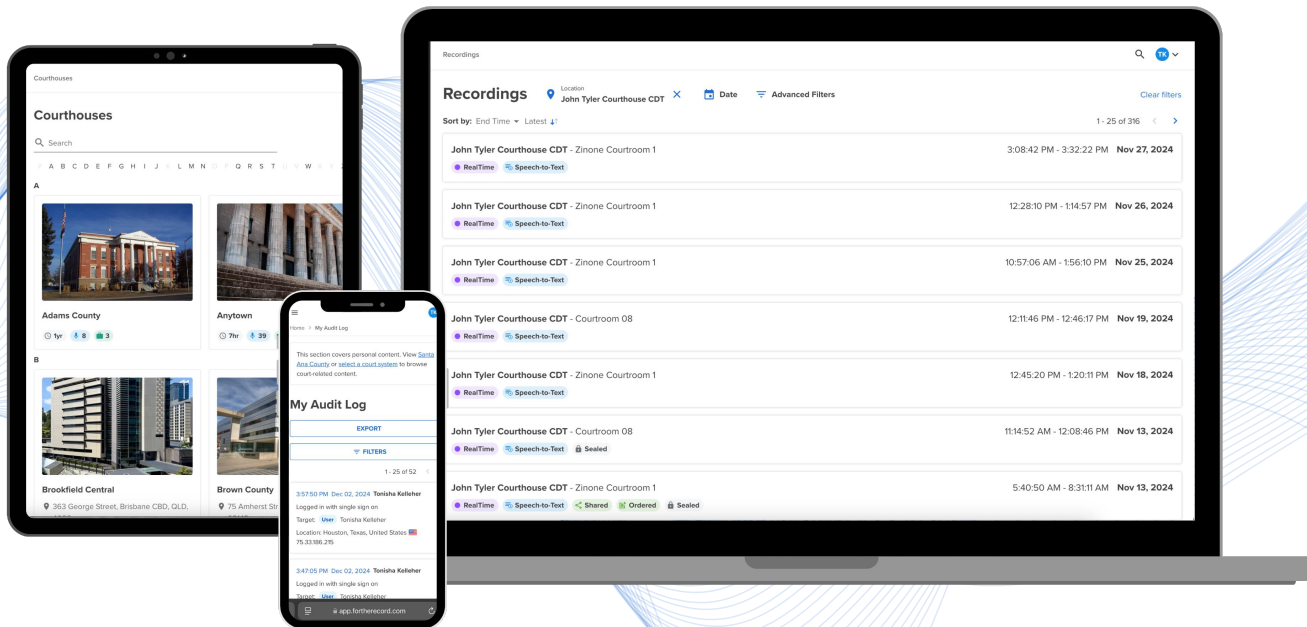 Courthouses
Courthouses
Search
A B C D E F G H I J L M N Q R S T W
A
Adams County
1yr 8 3
Anytown
7hr 39
B
Brookfield Central
363 George Street, Brisbane CBD, QLD,
Brown County
75 Amherst Str
TK
Home > My Audit Log
This section covers personal content. View Santa
Ana County or select a court system to browse
court-related content.
My Audit Log
EXPORT
FILTERS
1 - 25 of 52 <
3:57:50 PM Dec 02, 2024 Tonisha Kelleher
Logged in with single sign on
Target: User Tonisha Kelleher
Location: Houston, Texas, United States
75.33.186.215
3:47:05 PM Dec 02, 2024 Tonisha Kelleher
Logged in with single sign on
Target: User Tonisha Kelleher
app.fortherecord.com
Recordings
TK
Recordings
Location
John Tyler Courthouse CDT
Date
Advanced Filters
Clear filters
Sort by: End Time Latest
1 - 25 of 316 < >
John Tyler Courthouse CDT - Zinone Courtroom 1 3:08:42 PM - 3:32:22 PM Nov 27, 2024
RealTime Speech-to-Text
John Tyler Courthouse CDT - Zinone Courtroom 1 12:28:10 PM - 1:14:57 PM Nov 26, 2024
RealTime Speech-to-Text
John Tyler Courthouse CDT - Zinone Courtroom 1 10:57:06 AM - 1:56:10 PM Nov 25, 2024
RealTime Speech-to-Text
John Tyler Courthouse CDT - Courtroom 08 12:11:46 PM - 12:46:17 PM Nov 19, 2024
RealTime Speech-to-Text
John Tyler Courthouse CDT - Zinone Courtroom 1 12:45:20 PM - 1:20:11 PM Nov 18, 2024
RealTime Speech-to-Text
John Tyler Courthouse CDT - Courtroom 08 11:14:52 AM - 12:08:46 PM Nov 13, 2024
RealTime Speech-to-Text Sealed
John Tyler Courthouse CDT - Zinone Courtroom 1 5:40:50 AM - 8:31:11 AM Nov 13, 2024
RealTime Speech-to-Text Shared Ordered Sealed